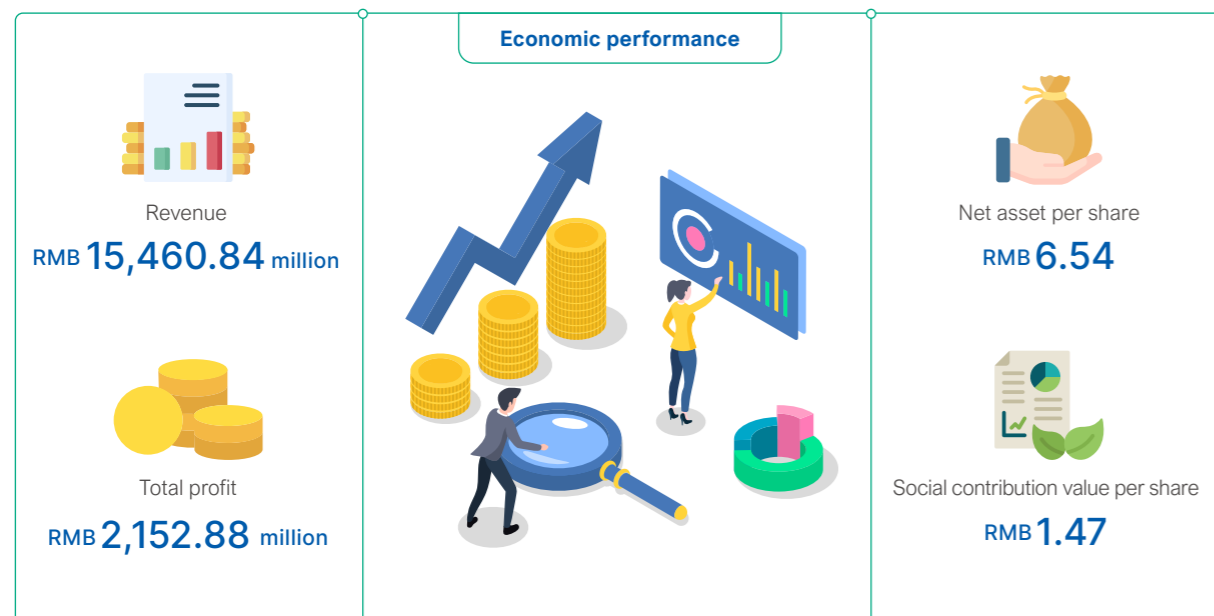 Economic performance
Revenue
RMB 15,460.84 million
Total profit
RMB 2,152.88 million
Net asset per share
RMB 6.54
Social contribution value per share
RMB 1.47